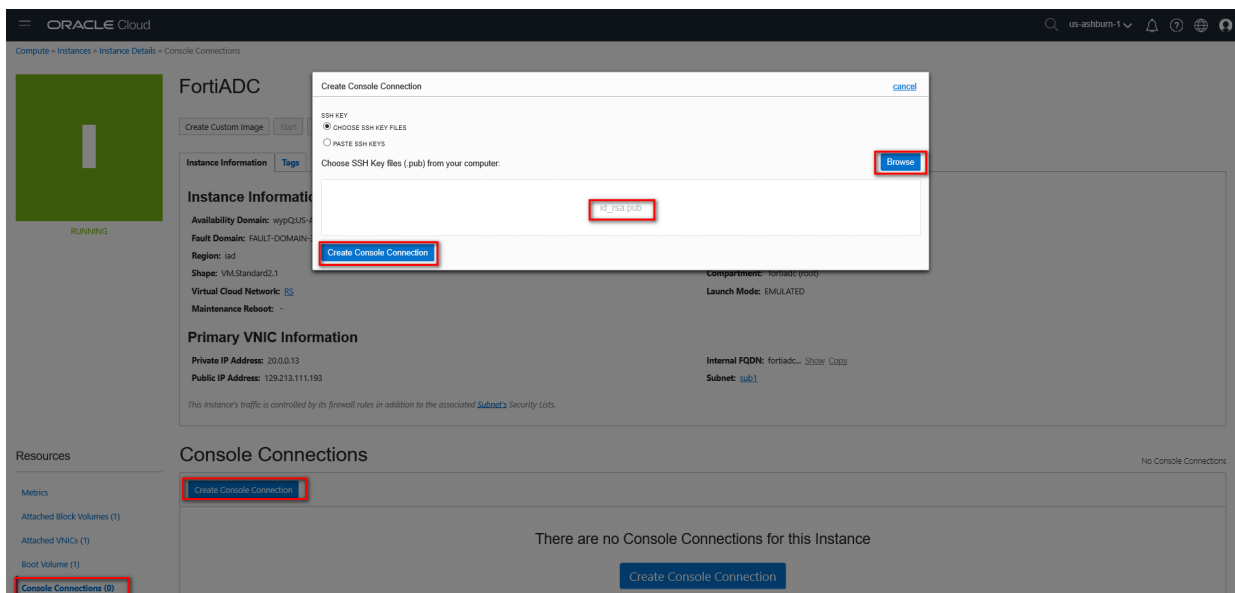 ORACLE Cloud
us-ashburn-1
Compute » Instances » Instance Details » Console Connections
FortiADC
Create Custom Image Start
Create Console Connection cancel
SSH KEY
CHOOSE SSH KEY FILES
PASTE SSH KEYS
Choose SSH Key files (.pub) from your computer:
Browse
id_rsa.pub
Create Console Connection
RUNNING
Instance Information Tags
Instance Informatio
Availability Domain: wypQ:US-A
Fault Domain: FAULT-DOMAIN-
Region: iad
Shape: VM.Standard2.1
Virtual Cloud Network: RS
Maintenance Reboot: -
Compartment: fortiadc (root)
Launch Mode: EMULATED
Primary VNIC Information
Private IP Address: 20.0.0.13
Public IP Address: 129.213.111.193
Internal FQDN: fortiadc... Show Copy
Subnet: sub1
This instance's traffic is controlled by its firewall rules in addition to the associated Subnet's Security Lists.
Resources
Metrics
Attached Block Volumes (1)
Attached VNICs (1)
Boot Volume (1)
Console Connections (0)
Console Connections
No Console Connections
Create Console Connection
There are no Console Connections for this Instance
Create Console Connection